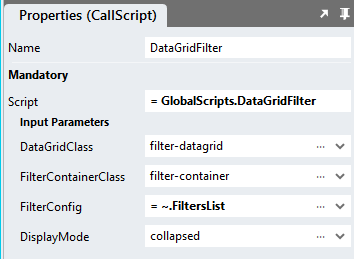 Properties (CallScript)
Name DataGridFilter
Mandatory
Script = GlobalScripts.DataGridFilter
Input Parameters
DataGridClass filter-datagrid ...
FilterContainerClass filter-container ...
FilterConfig = ~.FiltersList ...
DisplayMode collapsed ...